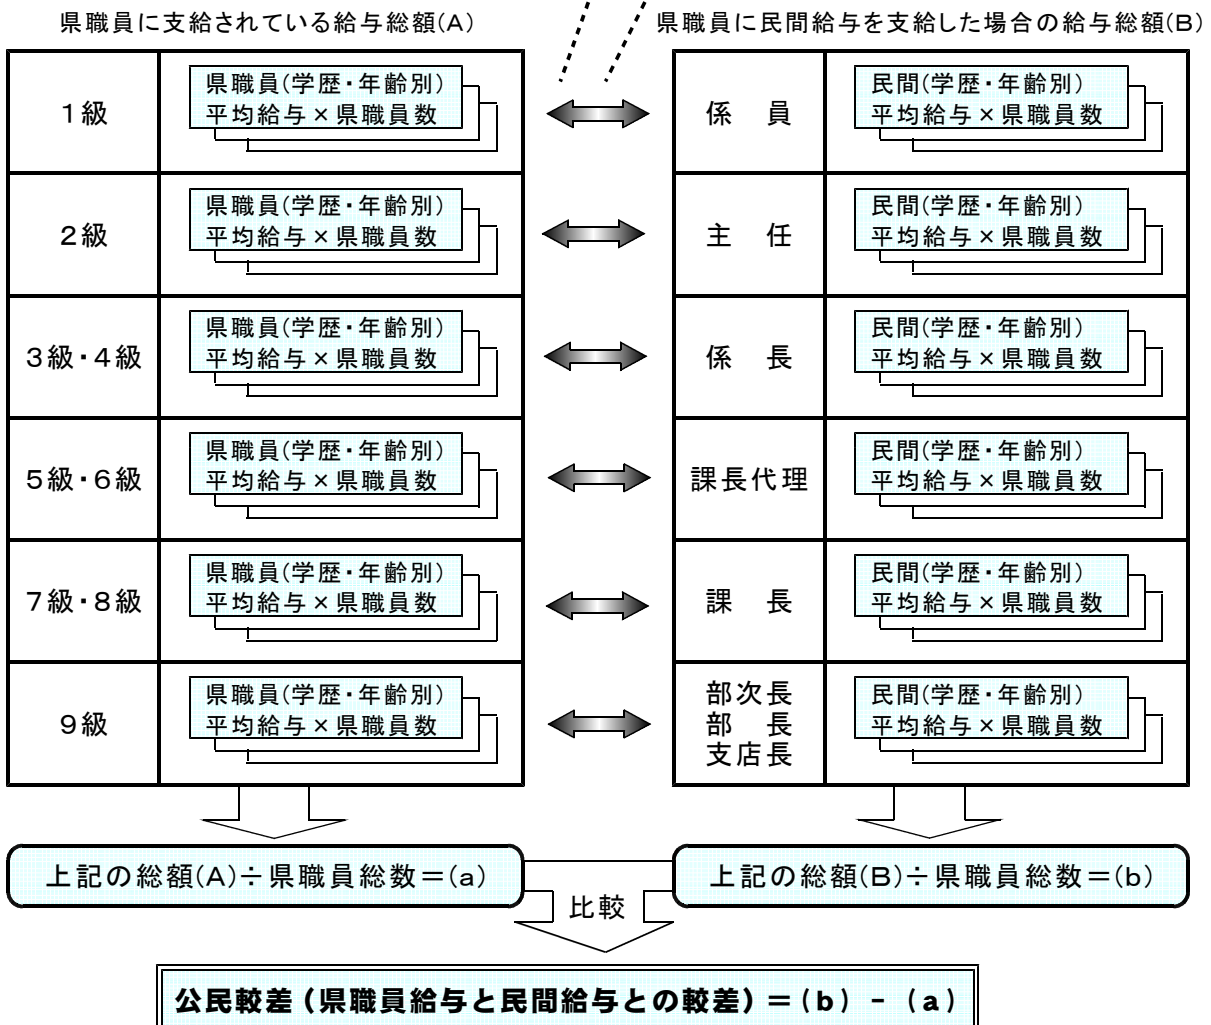 県職員に支給されている給与総額(A)
県職員に民間給与を支給した場合の給与総額(B)
1級
県職員(学歴・年齢別)
平均給与×県職員数
係　員
民間(学歴・年齢別)
平均給与×県職員数
2級
県職員(学歴・年齢別)
平均給与×県職員数
主　任
民間(学歴・年齢別)
平均給与×県職員数
3級・4級
県職員(学歴・年齢別)
平均給与×県職員数
係　長
民間(学歴・年齢別)
平均給与×県職員数
5級・6級
県職員(学歴・年齢別)
平均給与×県職員数
課長代理
民間(学歴・年齢別)
平均給与×県職員数
7級・8級
県職員(学歴・年齢別)
平均給与×県職員数
課　長
民間(学歴・年齢別)
平均給与×県職員数
9級
県職員(学歴・年齢別)
平均給与×県職員数
部次長
部　長
支店長
民間(学歴・年齢別)
平均給与×県職員数
上記の総額(A)÷県職員総数=(a)
上記の総額(B)÷県職員総数=(b)
比較
公民較差(県職員給与と民間給与との較差)=(b) - (a)